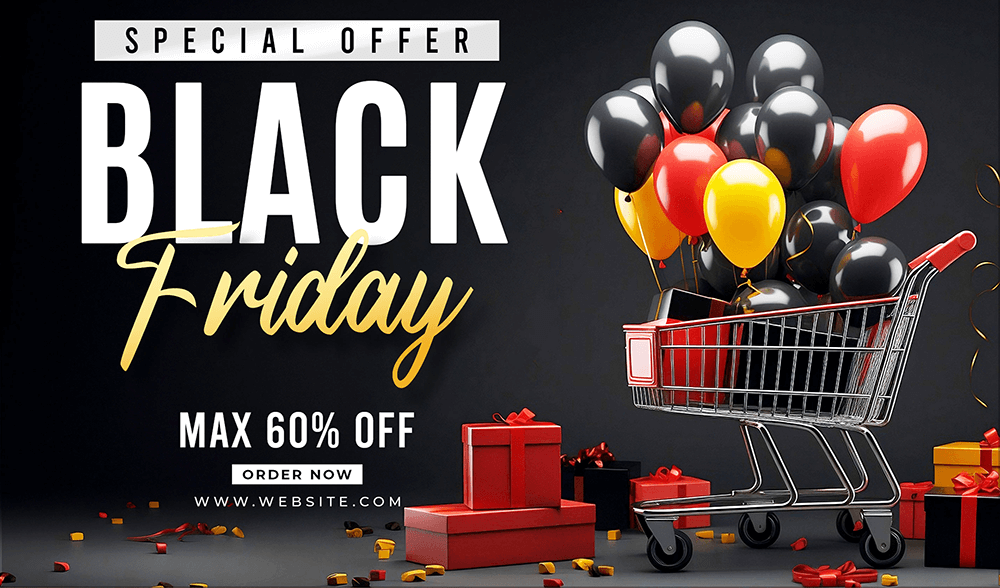 SPECIAL OFFER
BLACK
Friday
MAX 60% OFF
ORDER NOW
WWW.WEBSITE.COM